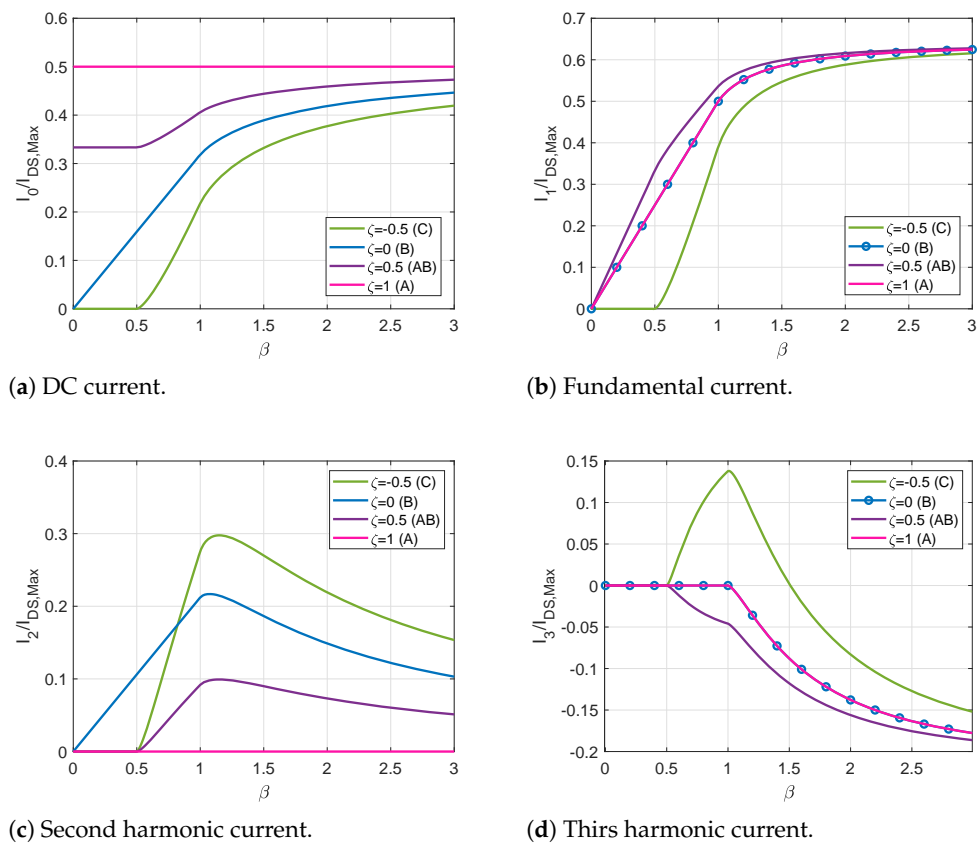 0.6
0.5
0.4
0.3
0.2
0.1
0
I0/IDS,Max
0 0.5 1 1.5 2 2.5 3
β
ζ=-0.5 (C)
ζ=0 (B)
ζ=0.5 (AB)
ζ=1 (A)
(a) DC current.
0.7
0.6
0.5
0.4
0.3
0.2
0.1
0
I1/IDS,Max
0 0.5 1 1.5 2 2.5 3
β
ζ=-0.5 (C)
ζ=0 (B)
ζ=0.5 (AB)
ζ=1 (A)
(b) Fundamental current.
0.4
0.3
0.2
0.1
0
I2/IDS,Max
0 0.5 1 1.5 2 2.5 3
β
ζ=-0.5 (C)
ζ=0 (B)
ζ=0.5 (AB)
ζ=1 (A)
(c) Second harmonic current.
0.15
0.1
0.05
0
-0.05
-0.1
-0.15
-0.2
I3/IDS,Max
0 0.5 1 1.5 2 2.5
β
ζ=-0.5 (C)
ζ=0 (B)
ζ=0.5 (AB)
ζ=1 (A)
(d) Thirs harmonic current.